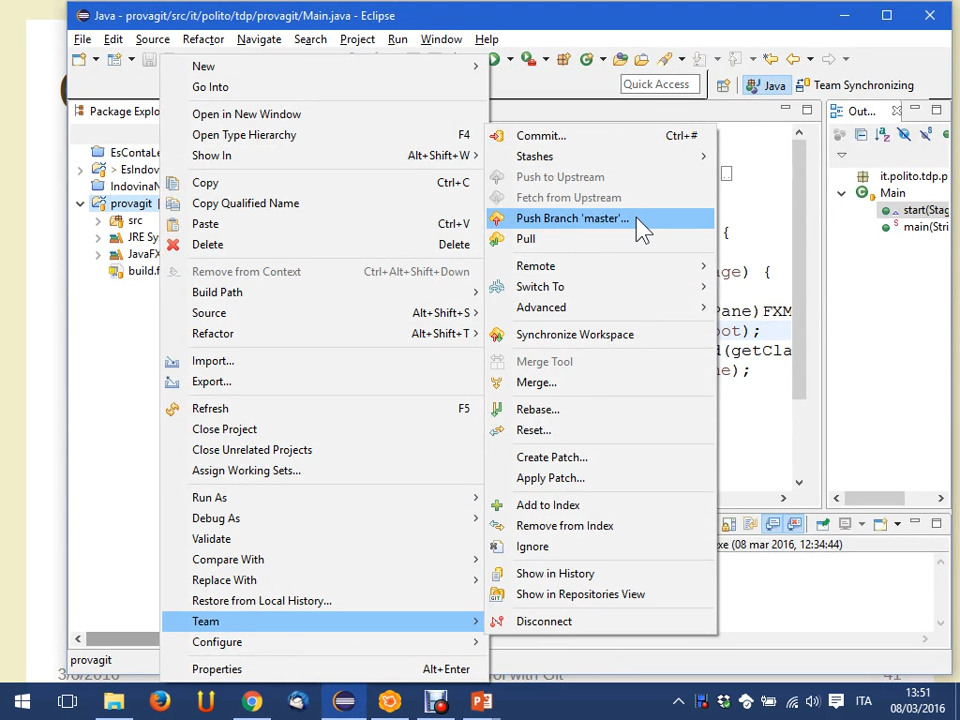 Java - provagit/src/it/polito/tdp/provagit/Main.java - Eclipse
File Edit Source Refactor Navigate Search Project Run Window Help
Quick Access
Java
Team Synchronizing
Package Explo
EsContaLe
> EsIndov
IndovinaN
provagit
src
JRE Sy
JavaFX
build.f
New
Go Into
Open in New Window
Open Type Hierarchy F4
Show In Alt+Shift+W
Copy Ctrl+C
Copy Qualified Name
Paste Ctrl+V
Delete Delete
Remove from Context Ctrl+Alt+Shift+Down
Build Path
Source Alt+Shift+S
Refactor Alt+Shift+T
Import...
Export...
Refresh F5
Close Project
Close Unrelated Projects
Assign Working Sets...
Run As
Debug As
Validate
Compare With
Replace With
Restore from Local History...
Team
Configure
Properties Alt+Enter
Commit... Ctrl+#
Stashes
Push to Upstream
Fetch from Upstream
Push Branch 'master'...
Pull
Remote
Switch To
Advanced
Synchronize Workspace
Merge Tool
Merge...
Rebase...
Reset...
Create Patch...
Apply Patch...
Add to Index
Remove from Index
Ignore
Show in History
Show in Repositories View
GIT
Disconnect
{
age) {
Pane)FXM
oot);
d(getCla
ne);
Out...
it.polito.tdp.p
Main
start(Stag
main(Stri
xe (08 mar 2016, 12:34:44)
provagit
3/8/2016
ol with Git
41
ITA
13:51
08/03/2016